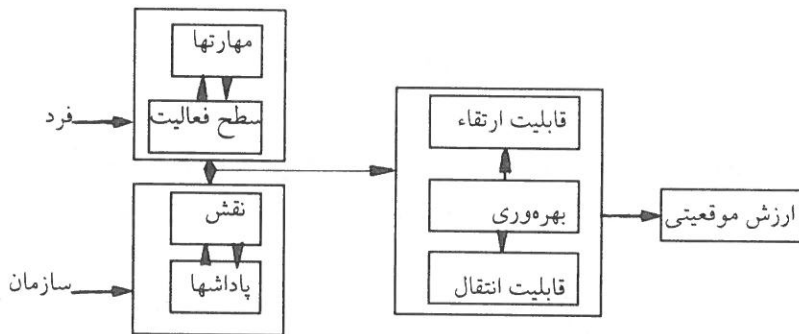 مهارتها
سطح فعالیت
فرد
نقش
پاداشها
سازمان
قابلیت ارتقاء
بهره‌وری
قابلیت انتقال
ارزش موقعیتی